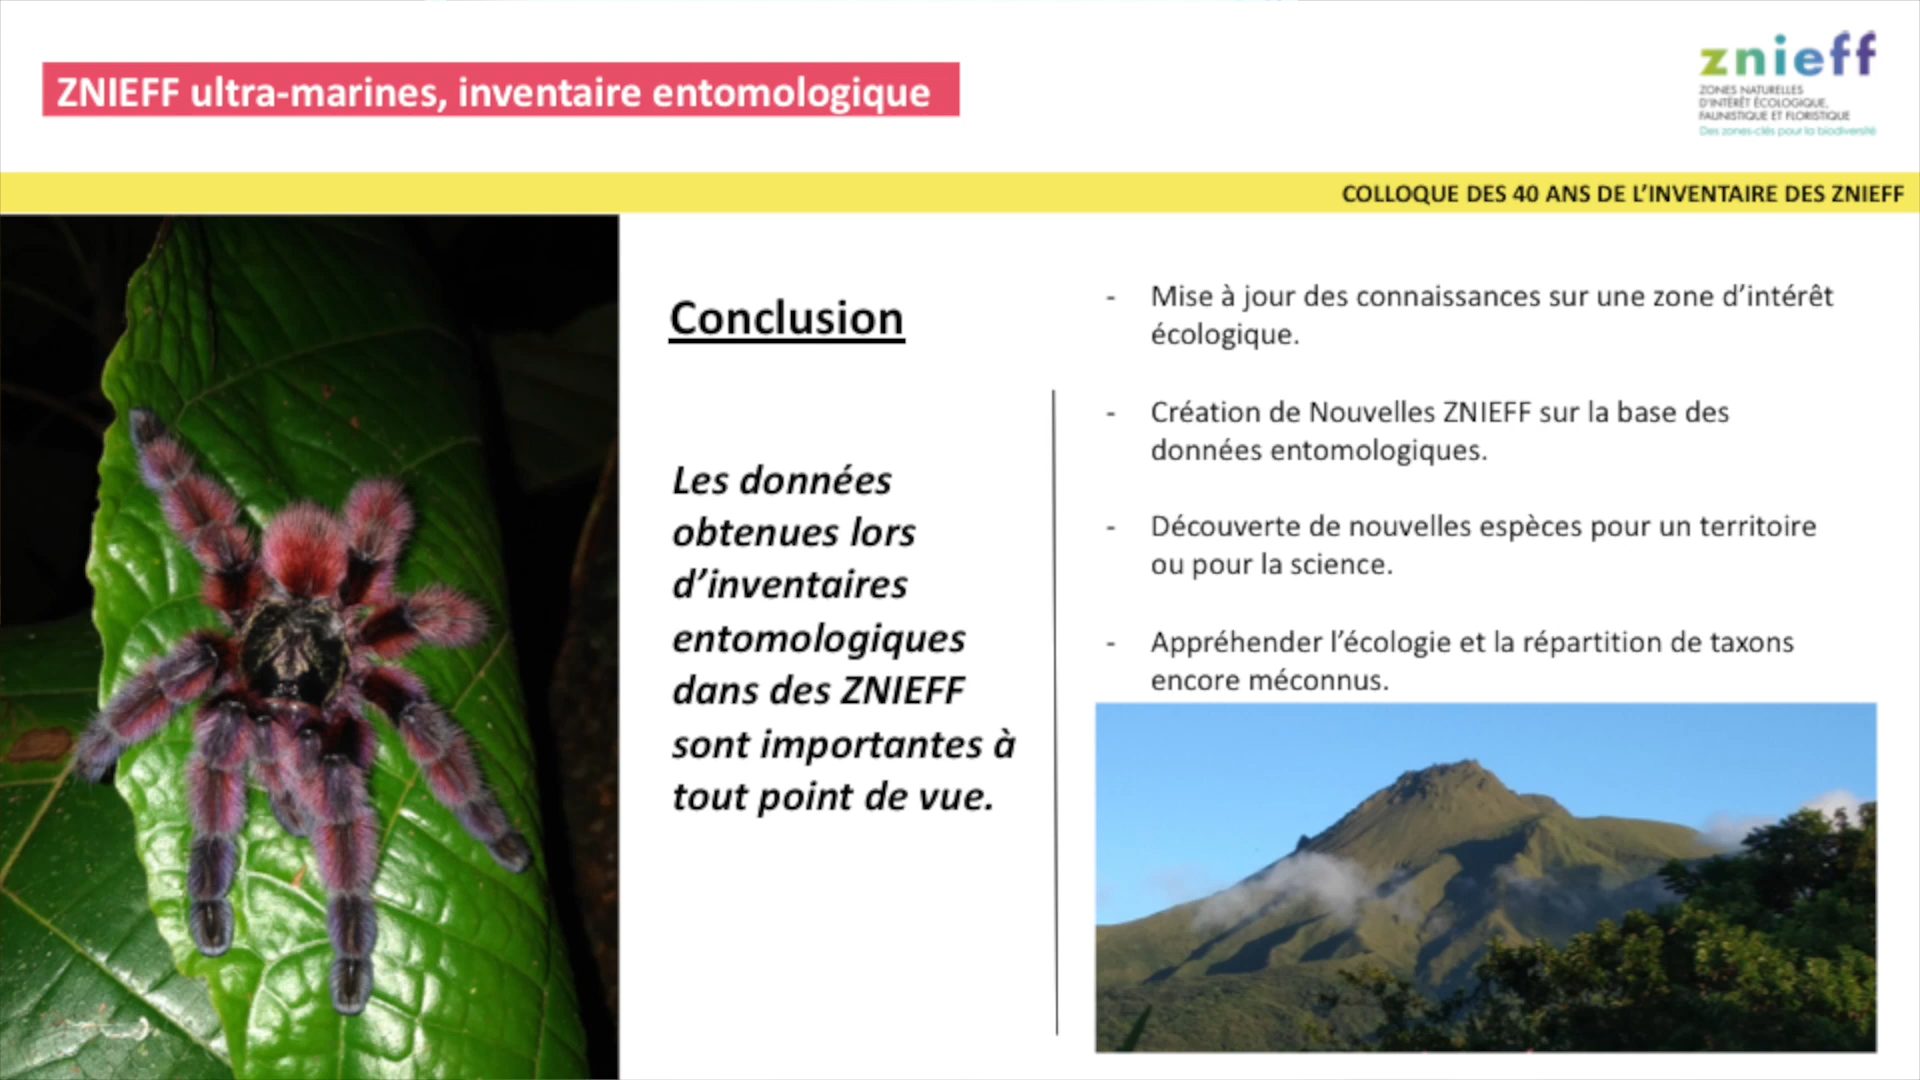 ZNIEFF ultra-marines, inventaire entomologique
znieff
ZONES NATURELLES
D'INTÉRÊT ÉCOLOGIQUE,
FAUNISTIQUE ET FLORISTIQUE
Des zones-clés pour la biodiversité
COLLOQUE DES 40 ANS DE L'INVENTAIRE DES ZNIEFF
Conclusion
Les données
obtenues lors
d'inventaires
entomologiques
dans des ZNIEFF
sont importantes à
tout point de vue.
- Mise à jour des connaissances sur une zone d'intérêt
écologique.
- Création de Nouvelles ZNIEFF sur la base des
données entomologiques.
- Découverte de nouvelles espèces pour un territoire
ou pour la science.
- Appréhender l'écologie et la répartition de taxons
encore méconnus.